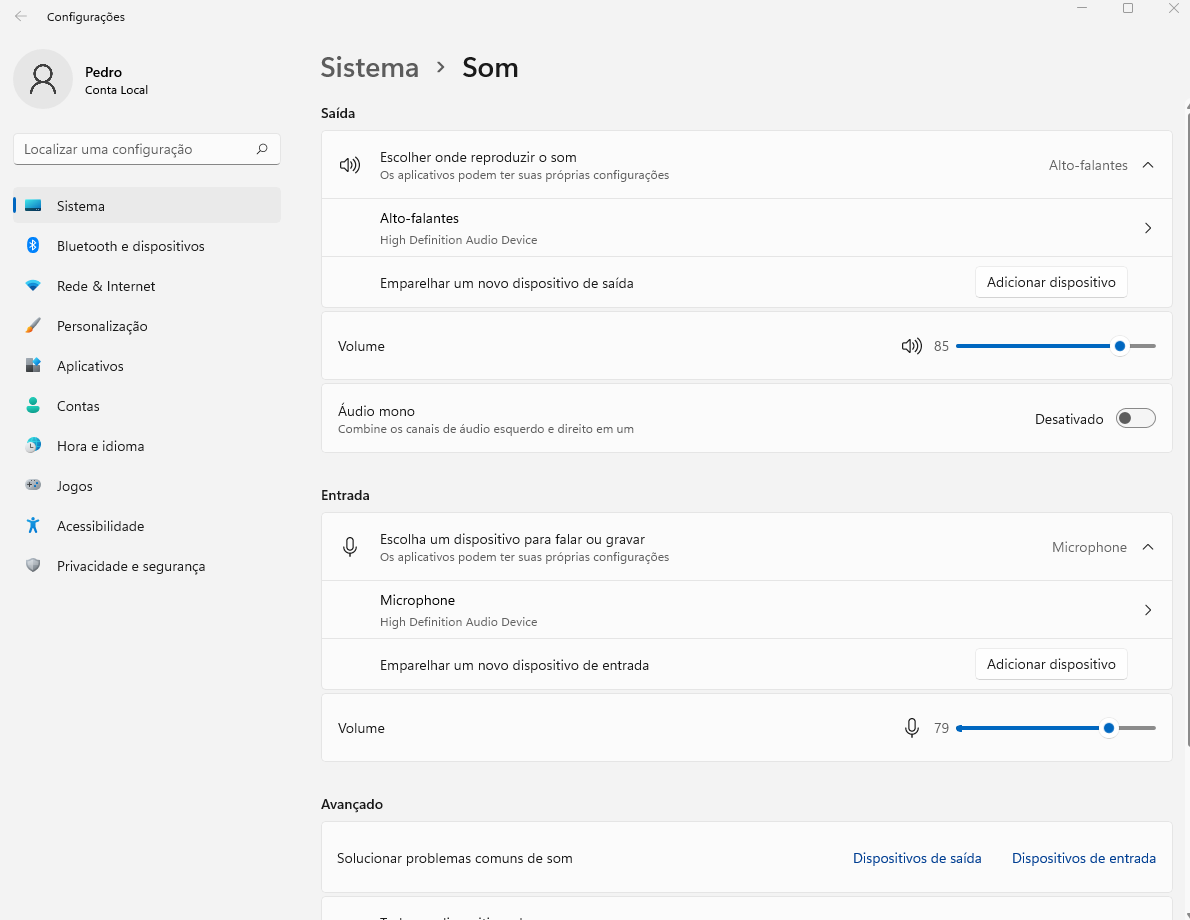 Configurações
Pedro
Conta Local
Localizar uma configuração
Sistema
Bluetooth e dispositivos
Rede & Internet
Personalização
Aplicativos
Contas
Hora e idioma
Jogos
Acessibilidade
Privacidade e segurança
Sistema › Som
Saída
Escolher onde reproduzir o som
Os aplicativos podem ter suas próprias configurações
Alto-falantes
Alto-falantes
High Definition Audio Device
Emparelhar um novo dispositivo de saída
Adicionar dispositivo
Volume
85
Áudio mono
Combine os canais de áudio esquerdo e direito em um
Desativado
Entrada
Escolha um dispositivo para falar ou gravar
Os aplicativos podem ter suas próprias configurações
Microphone
Microphone
High Definition Audio Device
Emparelhar um novo dispositivo de entrada
Adicionar dispositivo
Volume
79
Avançado
Solucionar problemas comuns de som
Dispositivos de saída
Dispositivos de entrada